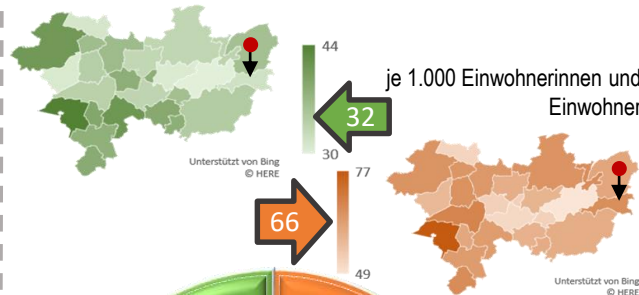 44
je 1.000 Einwohnerinnen und
Einwohner
32
30
Unterstützt von Bing
© HERE
77
66
49
Unterstützt von Bing
© HERE